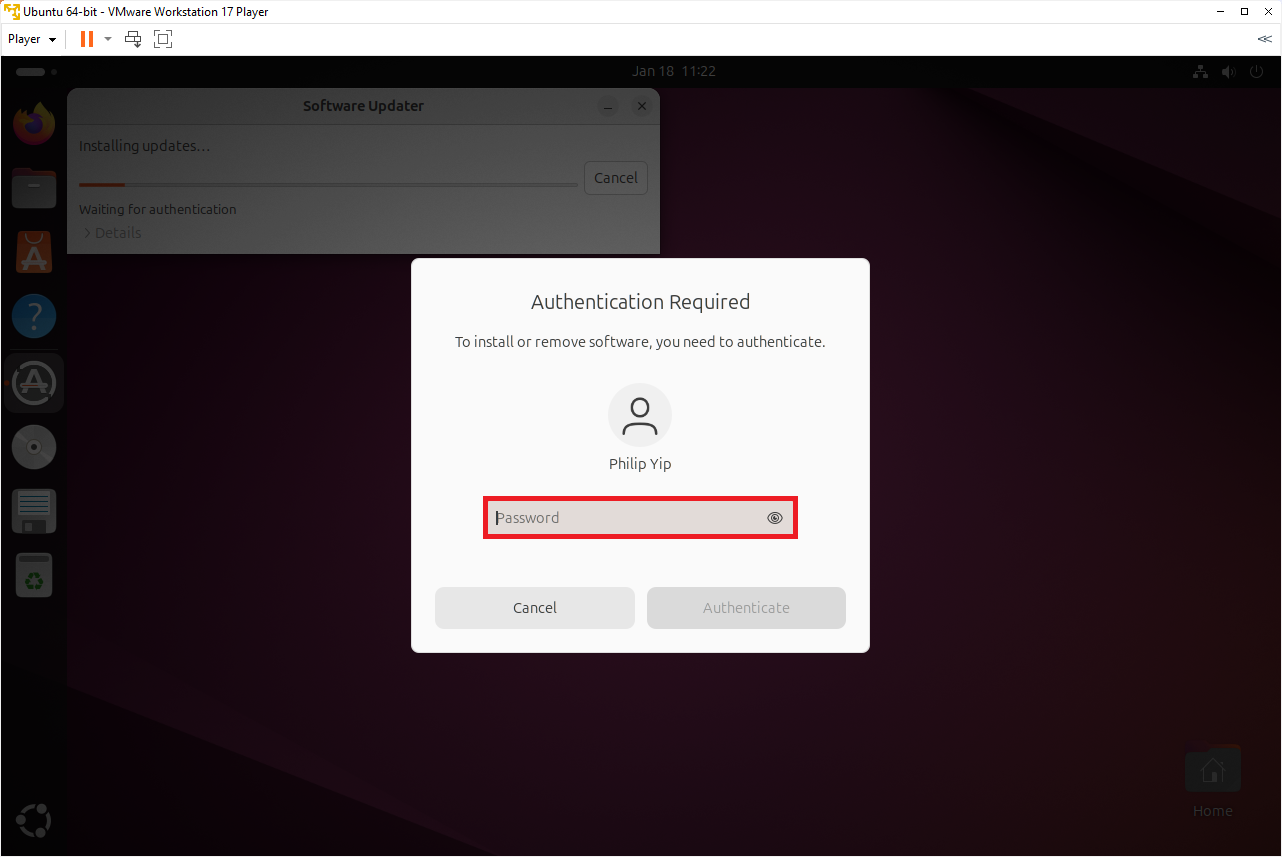 Ubuntu 64-bit - VMware Workstation 17 Player
Player
Jan 18 11:22
Software Updater
Installing updates…
Cancel
Waiting for authentication
Details
Authentication Required
To install or remove software, you need to authenticate.
Philip Yip
Password
Cancel Authenticate
Home